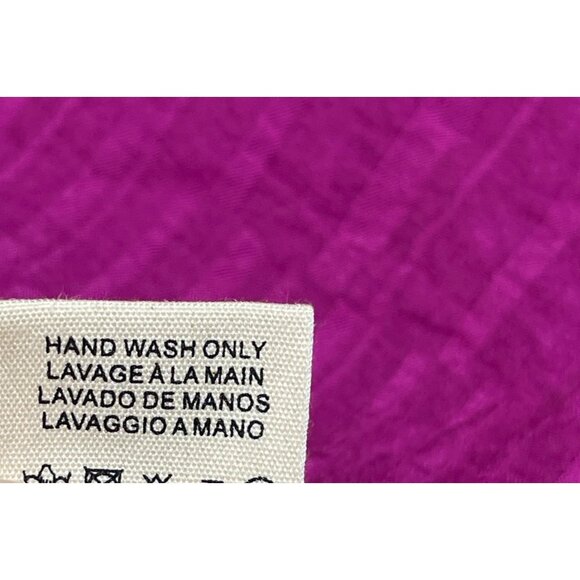 HAND WASH ONLY
LAVAGE À LA MAIN
LAVADO DE MANOS
LAVAGGIO A MANO